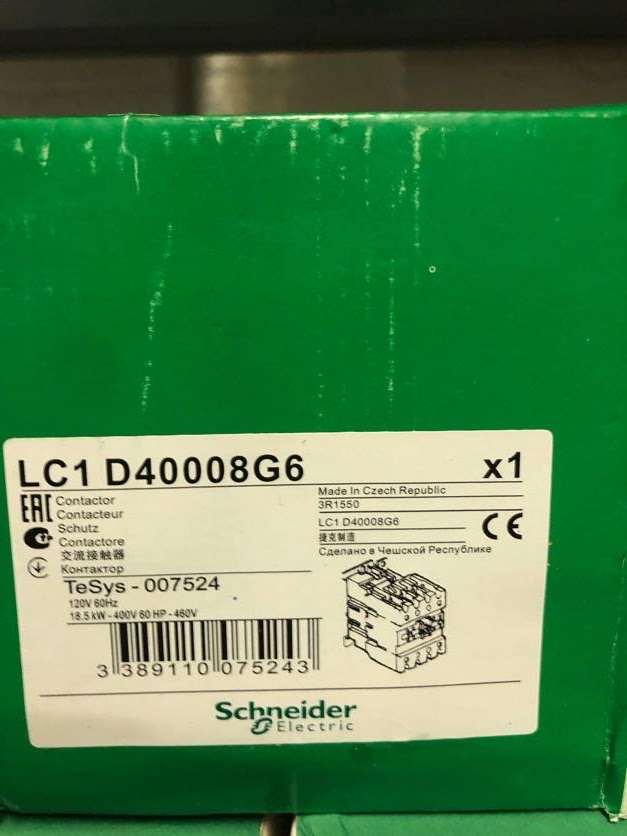 LC1 D40008G6
x1
EAC
Contactor
Contacteur
Schutz
Contactore
交流接触器
Контактор
Made In Czech Republic
3R1550
LC1 D40008G6
捷克制造
Сделано в Чешской Республике
CE
TeSys - 007524
120V 60Hz
18.5 kW - 400V 60 HP - 460V
3 389110 075243
Schneider
Electric